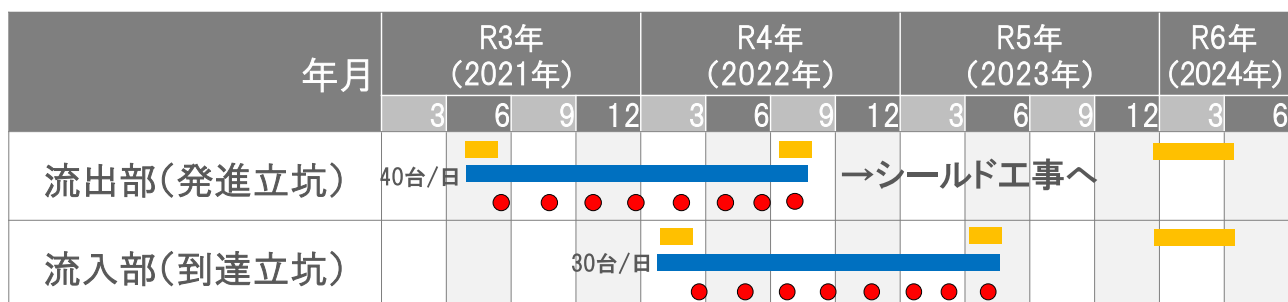 年月
R3年
(2021年)
R4年
(2022年)
R5年
(2023年)
R6年
(2024年)
3 6 9 12 3 6 9 12 3 6 9 12 3 6
流出部(発進立坑)
40台/日
→シールド工事へ
流入部(到達立坑)
30台/日